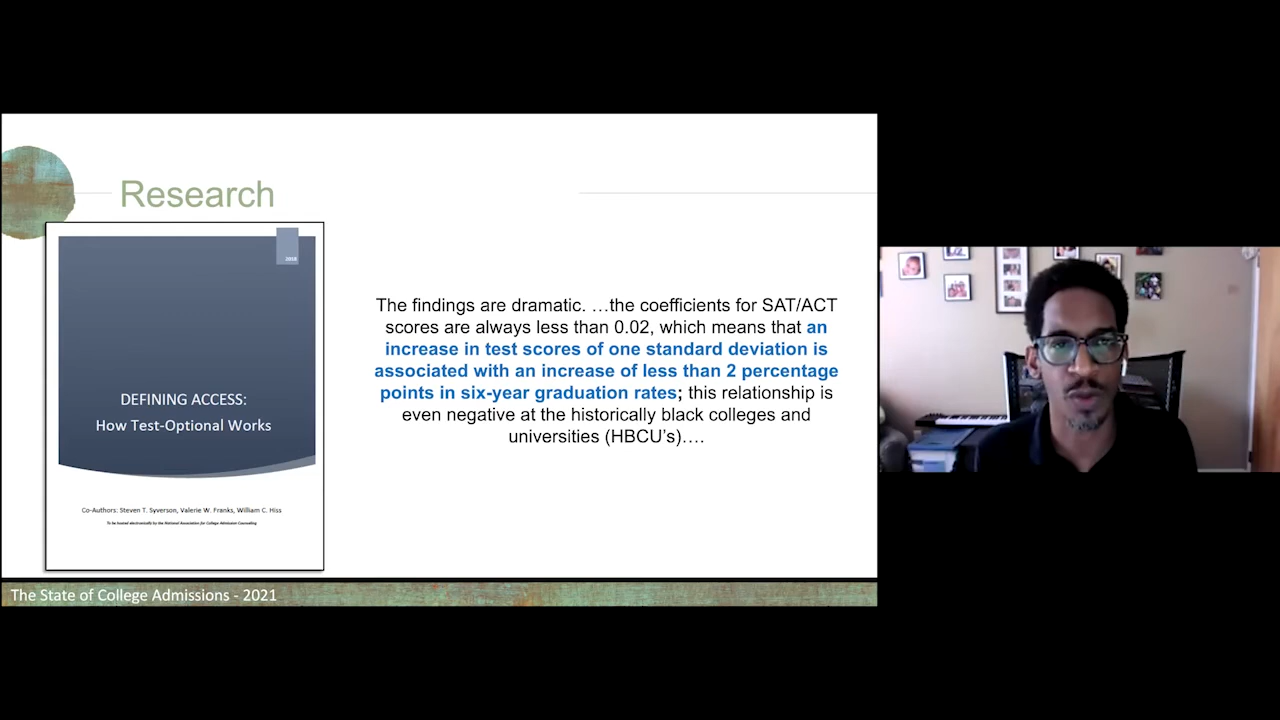 Research
2018
DEFINING ACCESS:
How Test-Optional Works
Co-Authors: Steven T. Syverson, Valerie W. Franks, William C. Hiss
To be hosted electronically by the National Association for College Admission Counseling
The findings are dramatic. …the coefficients for SAT/ACT
scores are always less than 0.02, which means that an
increase in test scores of one standard deviation is
associated with an increase of less than 2 percentage
points in six-year graduation rates; this relationship is
even negative at the historically black colleges and
universities (HBCU’s)….
The State of College Admissions - 2021